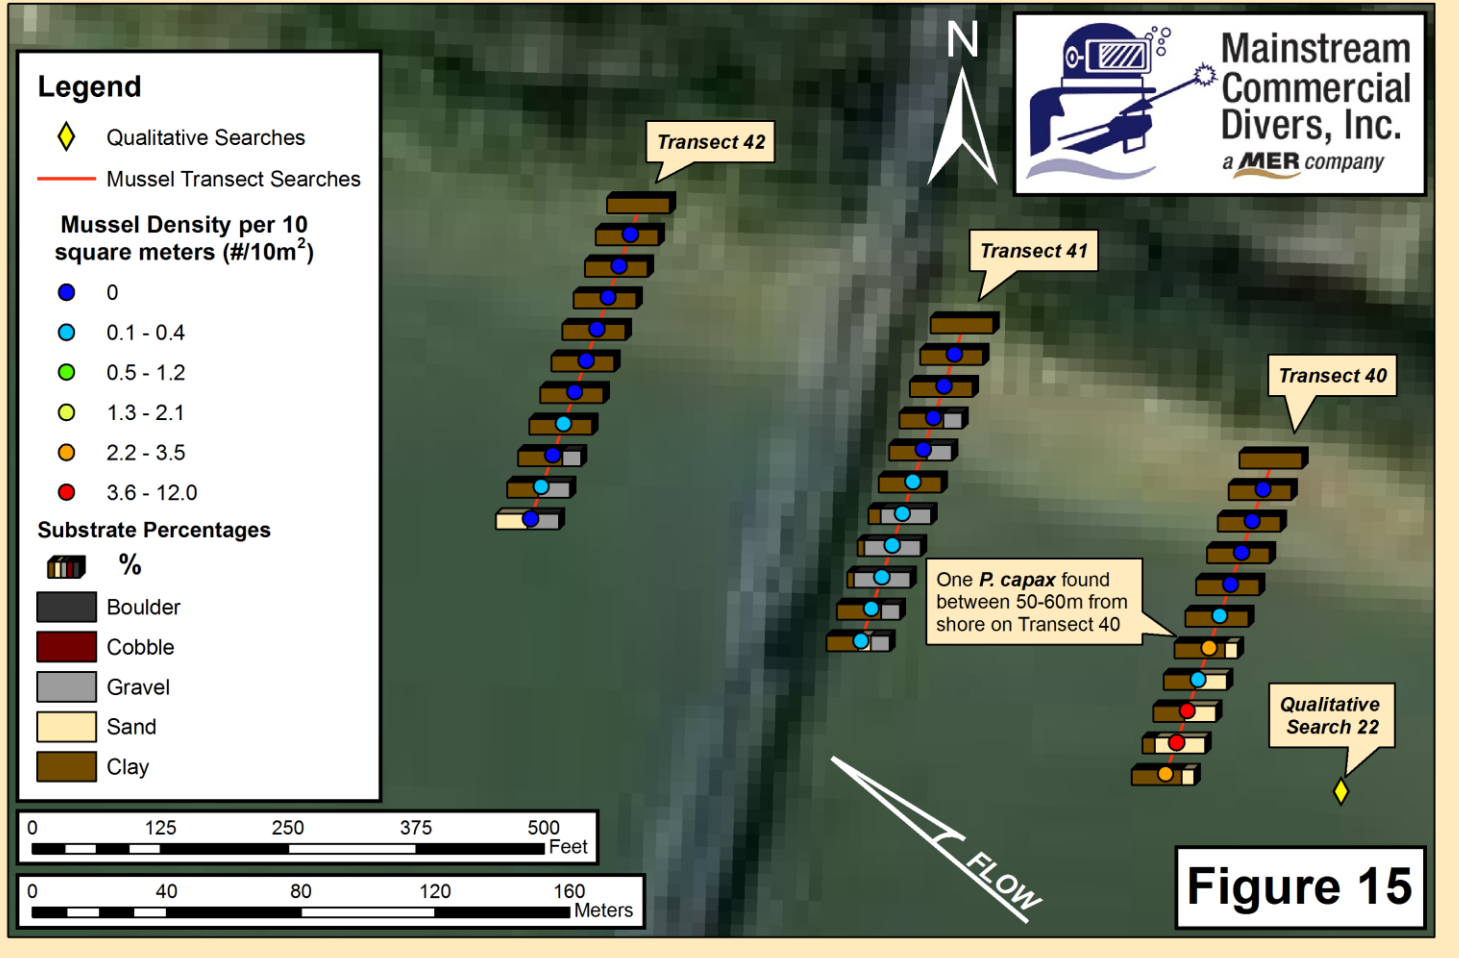 Legend
Qualitative Searches
Mussel Transect Searches
Mussel Density per 10
square meters (#/10m²)
0
0.1 - 0.4
0.5 - 1.2
1.3 - 2.1
2.2 - 3.5
3.6 - 12.0
Substrate Percentages
%
Boulder
Cobble
Gravel
Sand
Clay
0 125 250 375 500
Feet
0 40 80 120 160
Meters
Transect 42
N
Mainstream
Commercial
Divers, Inc.
a MER company
Transect 41
Transect 40
One P. capax found
between 50-60m from
shore on Transect 40
Qualitative
Search 22
FLOW
Figure 15